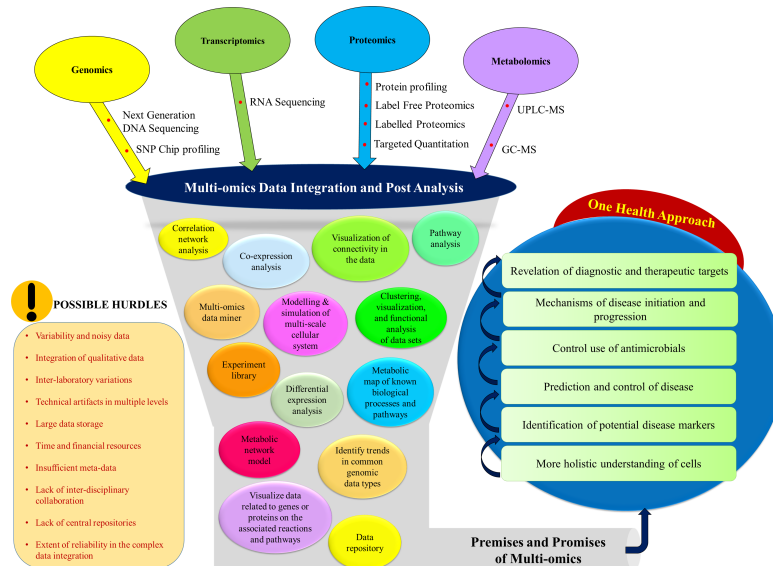 Genomics
Transcriptomics
Proteomics
Metabolomics
Next Generation
DNA Sequencing
SNP Chip profiling
RNA Sequencing
Protein profiling
Label Free Proteomics
Labelled Proteomics
Targeted Quantitation
UPLC-MS
GC-MS
Multi-omics Data Integration and Post Analysis
Correlation
network
analysis
Co-expression
analysis
Visualization of
connectivity in
the data
Pathway
analysis
Multi-omics
data miner
Modelling &
simulation of
multi-scale
cellular
system
Clustering,
visualization,
and functional
analysis
of data sets
Experiment
library
Differential
expression
analysis
Metabolic
map of known
biological
processes and
pathways
Metabolic
network
model
Identify trends
in common
genomic
data types
Visualize data
related to genes or
proteins on the
associated reactions
and pathways
Data
repository
POSSIBLE HURDLES
Variability and noisy data
Integration of qualitative data
Inter-laboratory variations
Technical artifacts in multiple levels
Large data storage
Time and financial resources
Insufficient meta-data
Lack of inter-disciplinary
collaboration
Lack of central repositories
Extent of reliability in the complex
data integration
One Health Approach
Revelation of diagnostic and therapeutic targets
Mechanisms of disease initiation and
progression
Control use of antimicrobials
Prediction and control of disease
Identification of potential disease markers
More holistic understanding of cells
Premises and Promises
of Multi-omics